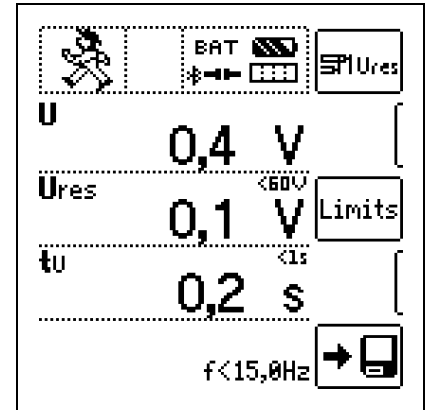 BAT
Ures
U
0,4 V
Ures <60V
0,1 V
Limits
tU <1s
0,2 s
f<15,0Hz